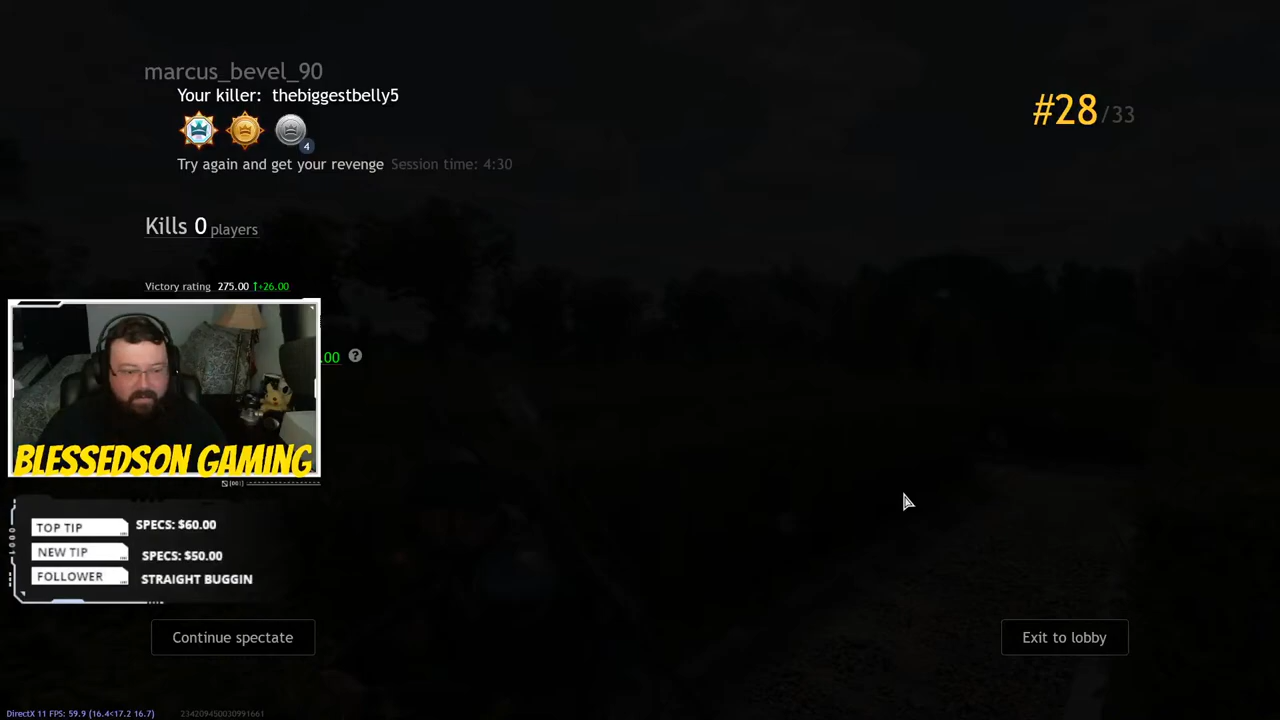 marcus_bevel_90
Your killer: thebiggestbelly5
4
Try again and get your revenge Session time: 4:30
#28/33
Kills 0 players
Victory rating 275.00 ↑+26.00
.00 ?
BLESSEDSON GAMING
TOP TIP SPECS: $60.00
NEW TIP SPECS: $50.00
FOLLOWER STRAIGHT BUGGIN
Continue spectate
Exit to lobby
DirectX 11 FPS: 59.9 (16.4<17.2 16.7)